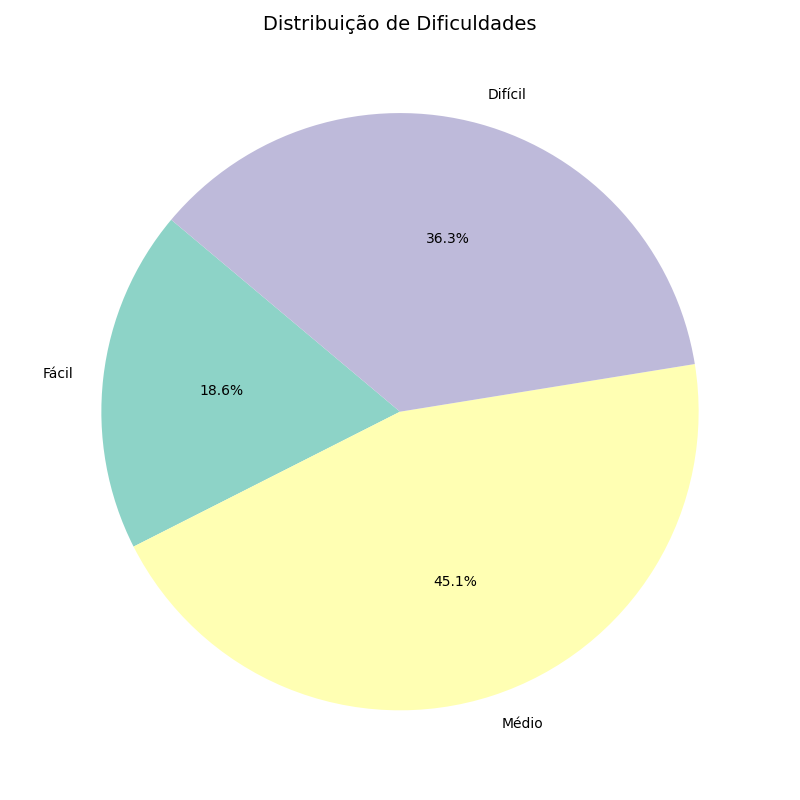 Distribuição de Dificuldades
Difícil
36.3%
Fácil
18.6%
45.1%
Médio